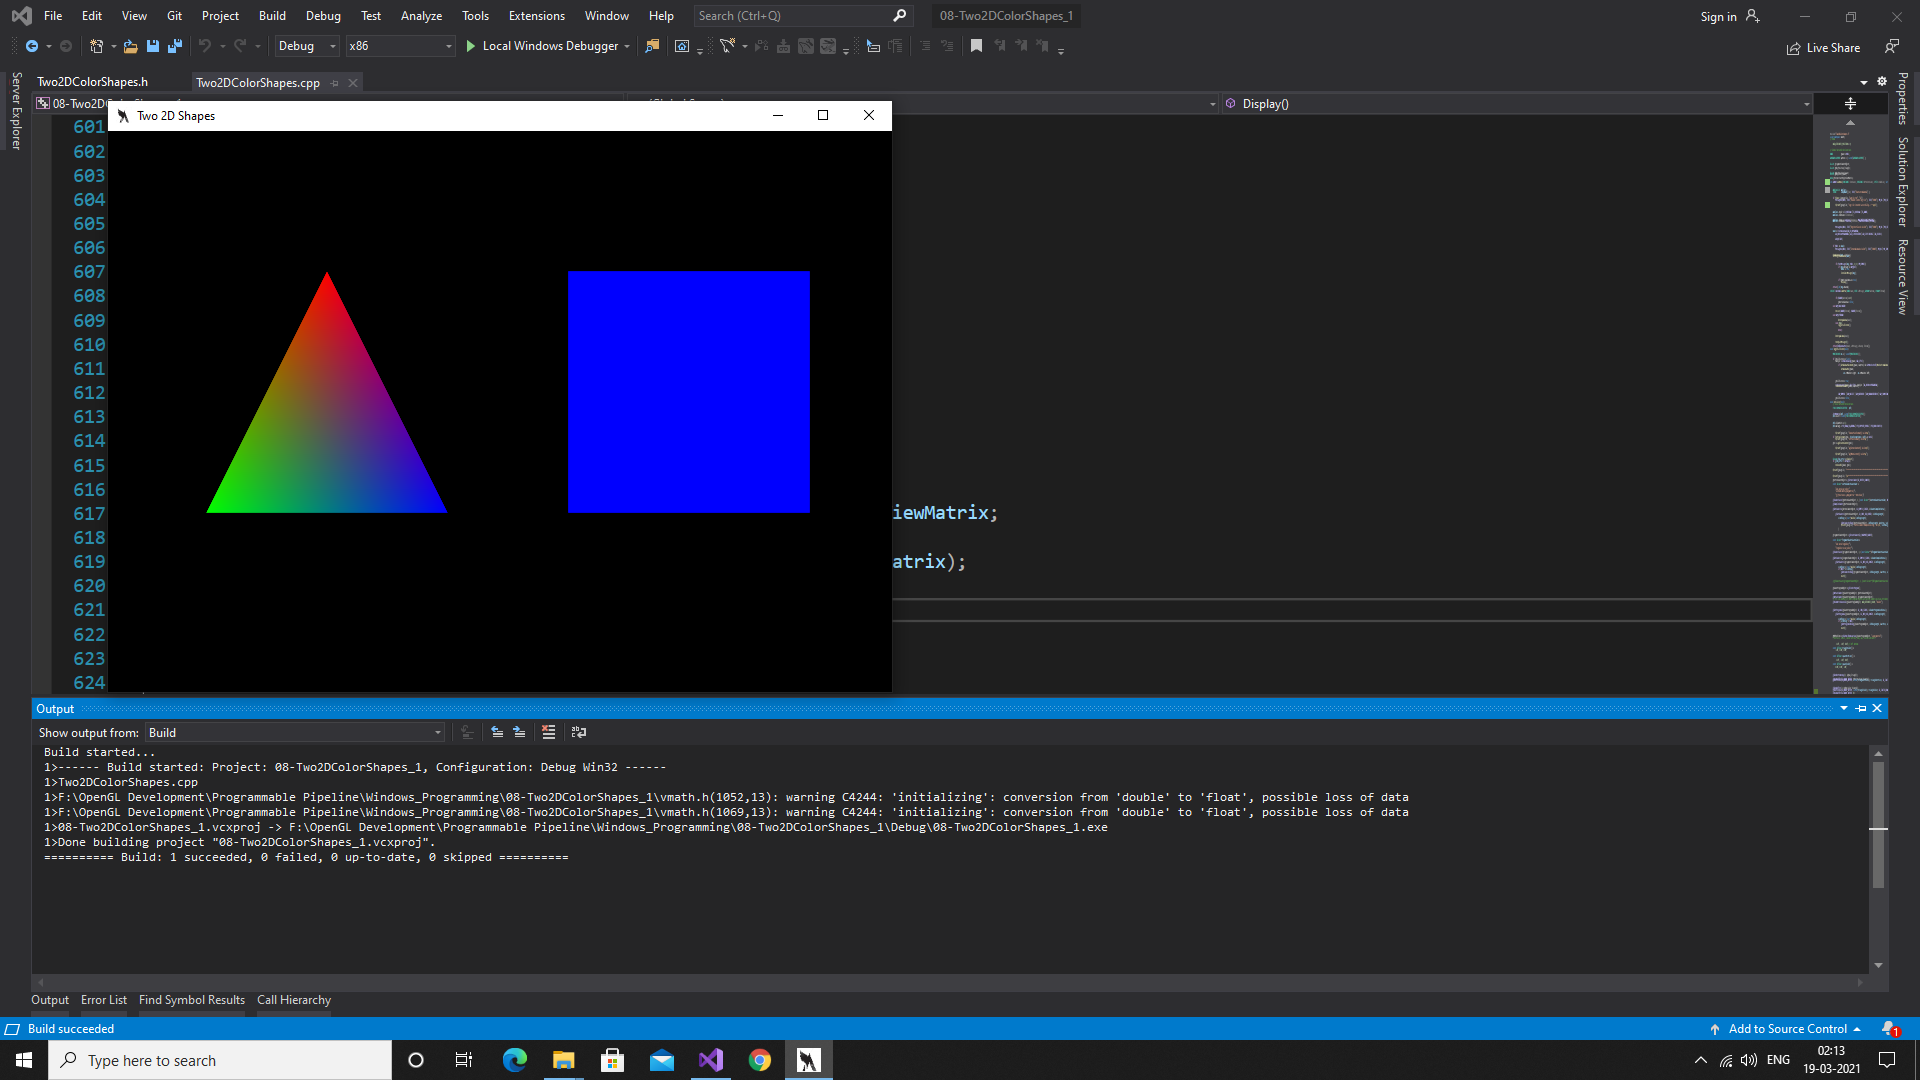 File Edit View Git Project Build Debug Test Analyze Tools Extensions Window Help Search (Ctrl+Q) 08-Two2DColorShapes_1 Sign in
Debug x86 Local Windows Debugger Live Share
Two2DColorShapes.h Two2DColorShapes.cpp
08-Two2D Display()
Server Explorer
Properties
Solution Explorer
Resource View
Two 2D Shapes
601
602
603
604
605
606
607
608
609
610
611
612
613
614
615
616
617 iewMatrix;
618
619 atrix);
620
621
622
623
624
Output
Show output from: Build
Build started...
1>------ Build started: Project: 08-Two2DColorShapes_1, Configuration: Debug Win32 ------
1>Two2DColorShapes.cpp
1>F:\OpenGL Development\Programmable Pipeline\Windows_Programming\08-Two2DColorShapes_1\vmath.h(1052,13): warning C4244: 'initializing': conversion from 'double' to 'float', possible loss of data
1>F:\OpenGL Development\Programmable Pipeline\Windows_Programming\08-Two2DColorShapes_1\vmath.h(1069,13): warning C4244: 'initializing': conversion from 'double' to 'float', possible loss of data
1>08-Two2DColorShapes_1.vcxproj -> F:\OpenGL Development\Programmable Pipeline\Windows_Programming\08-Two2DColorShapes_1\Debug\08-Two2DColorShapes_1.exe
1>Done building project "08-Two2DColorShapes_1.vcxproj".
========== Build: 1 succeeded, 0 failed, 0 up-to-date, 0 skipped ==========
Output Error List Find Symbol Results Call Hierarchy
Build succeeded Add to Source Control 1
Type here to search ENG 02:13
19-03-2021